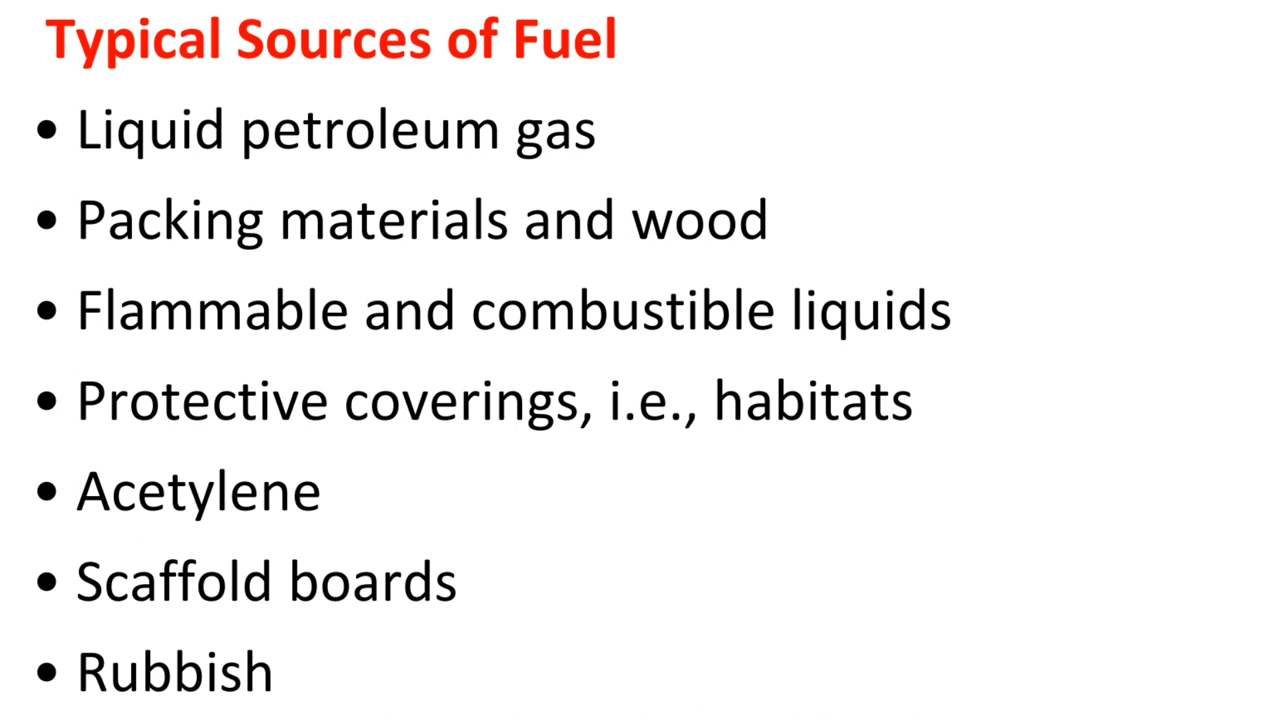 Typical Sources of Fuel
• Liquid petroleum gas
• Packing materials and wood
• Flammable and combustible liquids
• Protective coverings, i.e., habitats
• Acetylene
• Scaffold boards
• Rubbish